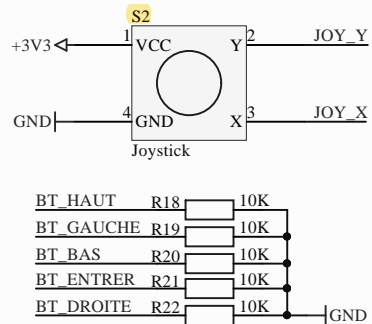 S2
+3V3 1 VCC Y 2 JOY_Y
GND 4 GND X 3 JOY_X
Joystick
BT_HAUT R18 10K
BT_GAUCHE R19 10K
BT_BAS R20 10K
BT_ENTRER R21 10K
BT_DROITE R22 10K GND